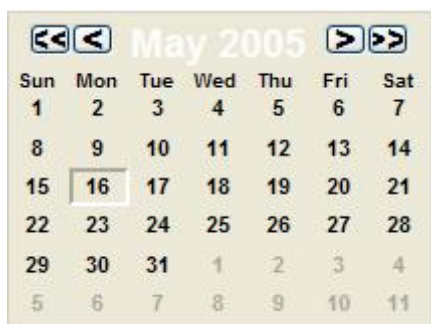 << < May 2005 > >>
Sun Mon Tue Wed Thu Fri Sat
1 2 3 4 5 6 7
8 9 10 11 12 13 14
15 16 17 18 19 20 21
22 23 24 25 26 27 28
29 30 31 1 2 3 4
5 6 7 8 9 10 11